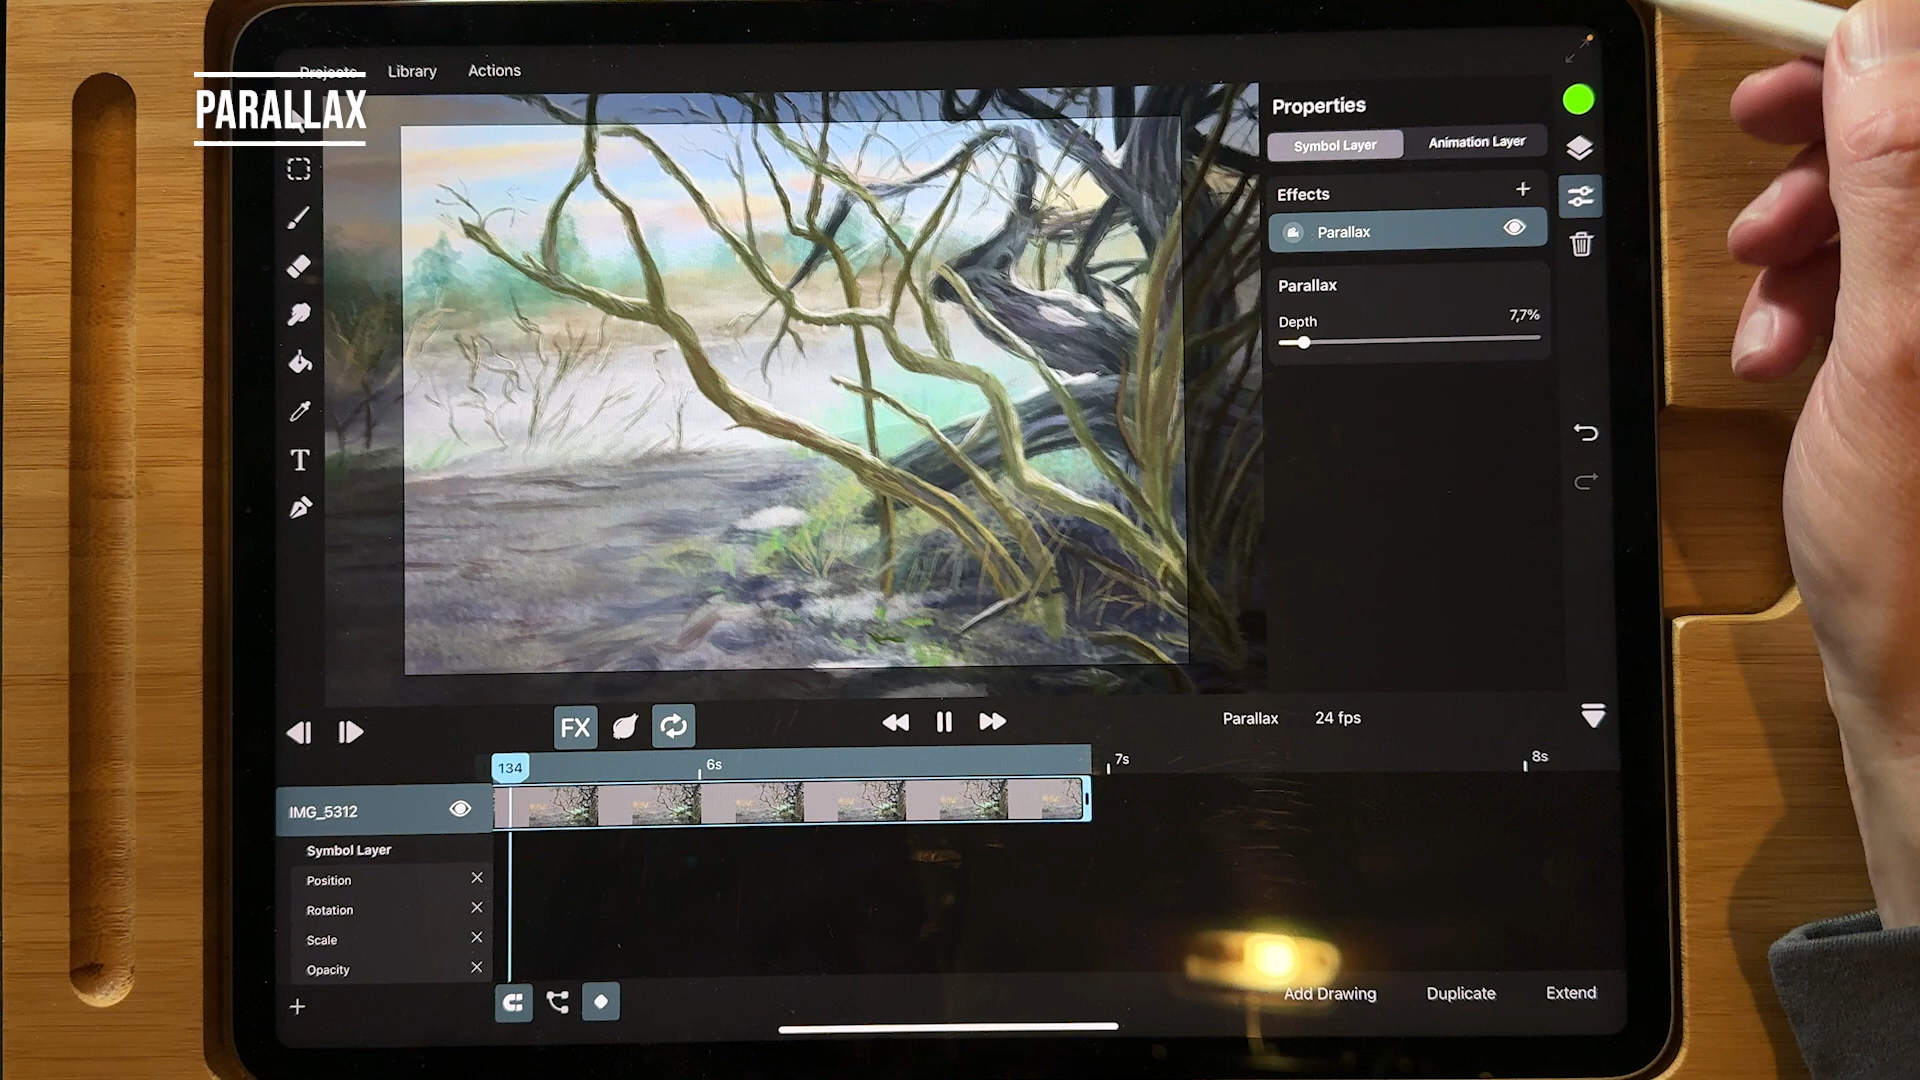 Projects Library Actions
PARALLAX
Properties
Symbol Layer Animation Layer
Effects
Parallax
Parallax
Depth 7,7%
T
FX
Parallax 24 fps
134 6s 7s 8s
IMG_5312
Symbol Layer
Position
Rotation
Scale
Opacity
Add Drawing Duplicate Extend